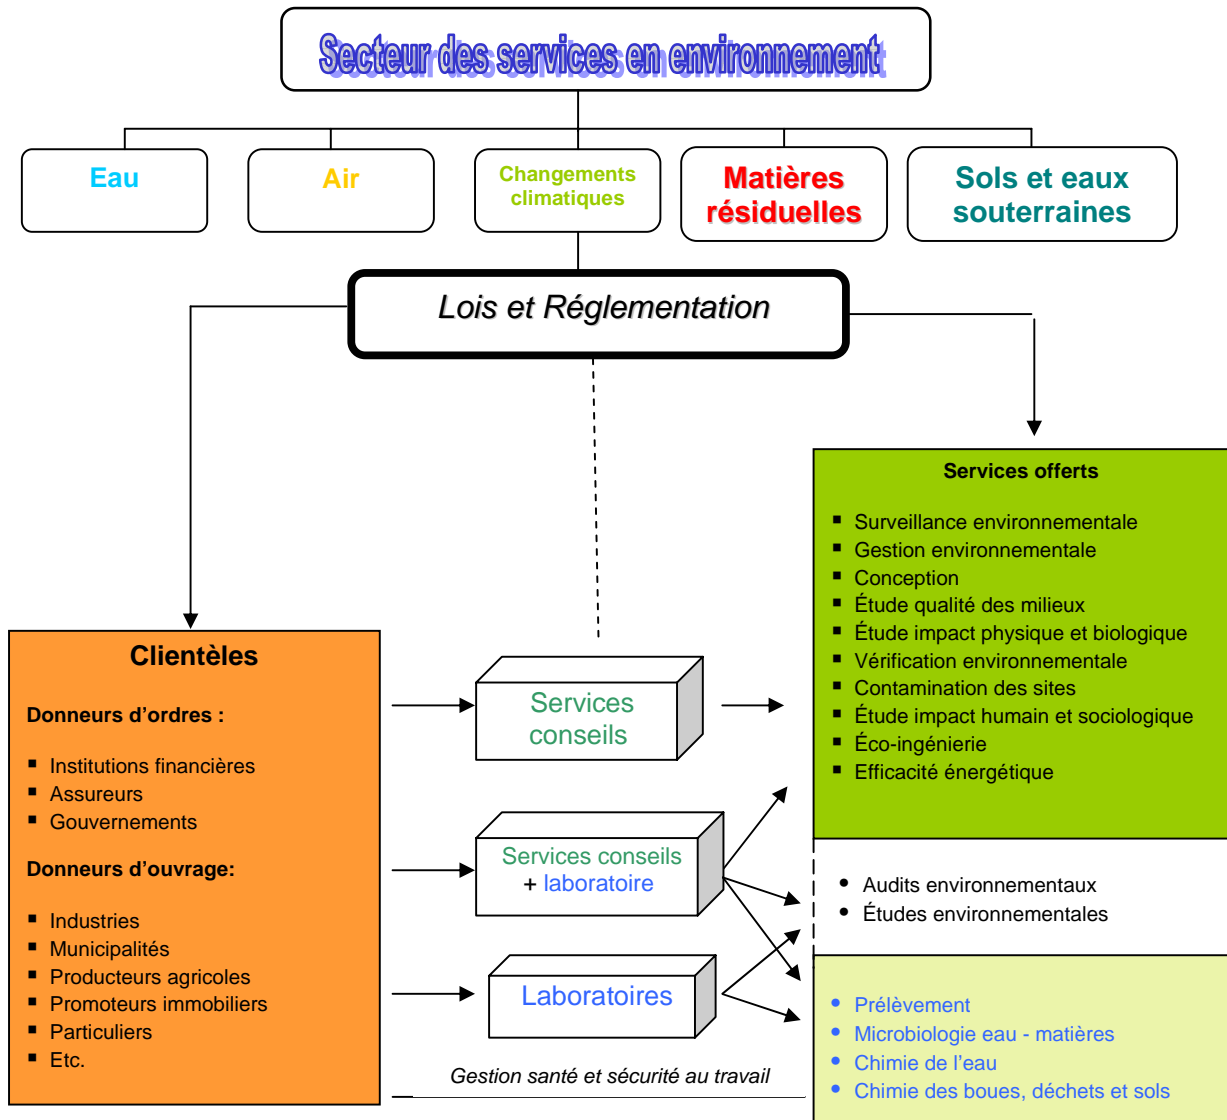 Secteur des services en environnement
Eau
Air
Changements
climatiques
Matières
résiduelles
Sols et eaux
souterraines
Lois et Réglementation
Clientèles
Donneurs d’ordres :
▪ Institutions financières
▪ Assureurs
▪ Gouvernements
Donneurs d’ouvrage:
▪ Industries
▪ Municipalités
▪ Producteurs agricoles
▪ Promoteurs immobiliers
▪ Particuliers
▪ Etc.
Services
conseils
Services conseils
+ laboratoire
Laboratoires
Gestion santé et sécurité au travail
Services offerts
▪ Surveillance environnementale
▪ Gestion environnementale
▪ Conception
▪ Étude qualité des milieux
▪ Étude impact physique et biologique
▪ Vérification environnementale
▪ Contamination des sites
▪ Étude impact humain et sociologique
▪ Éco-ingénierie
▪ Efficacité énergétique
• Audits environnementaux
• Études environnementales
• Prélèvement
• Microbiologie eau - matières
• Chimie de l’eau
• Chimie des boues, déchets et sols